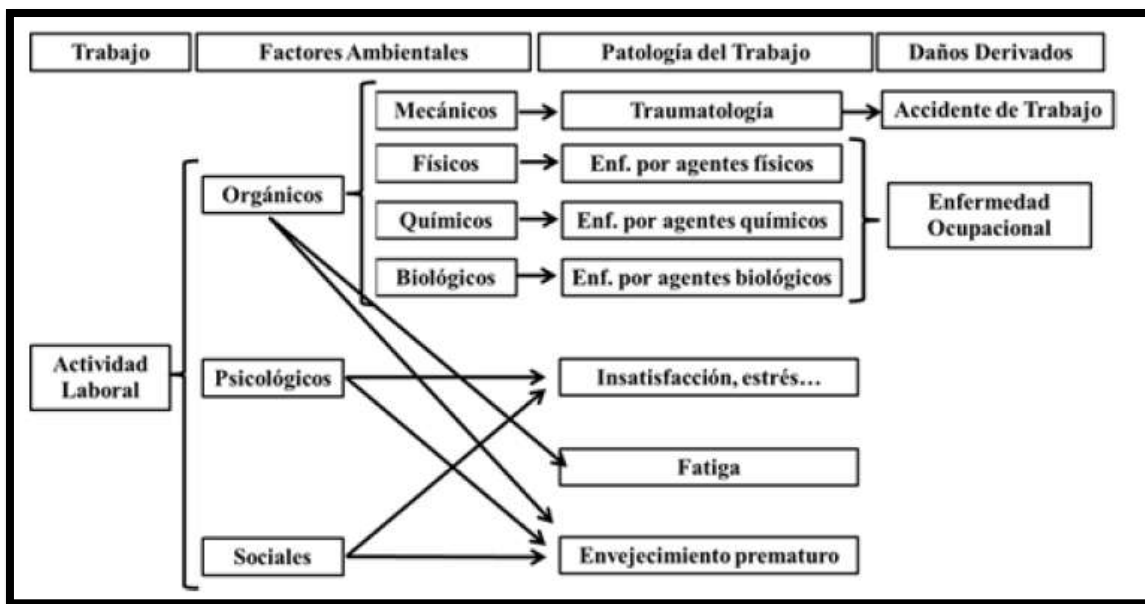 Trabajo
Factores Ambientales
Patología del Trabajo
Daños Derivados
Mecánicos
Traumatología
Accidente de Trabajo
Físicos
Enf. por agentes físicos
Orgánicos
Enfermedad
Ocupacional
Químicos
Enf. por agentes químicos
Biológicos
Enf. por agentes biológicos
Actividad
Laboral
Psicológicos
Insatisfacción, estrés...
Fatiga
Sociales
Envejecimiento prematuro